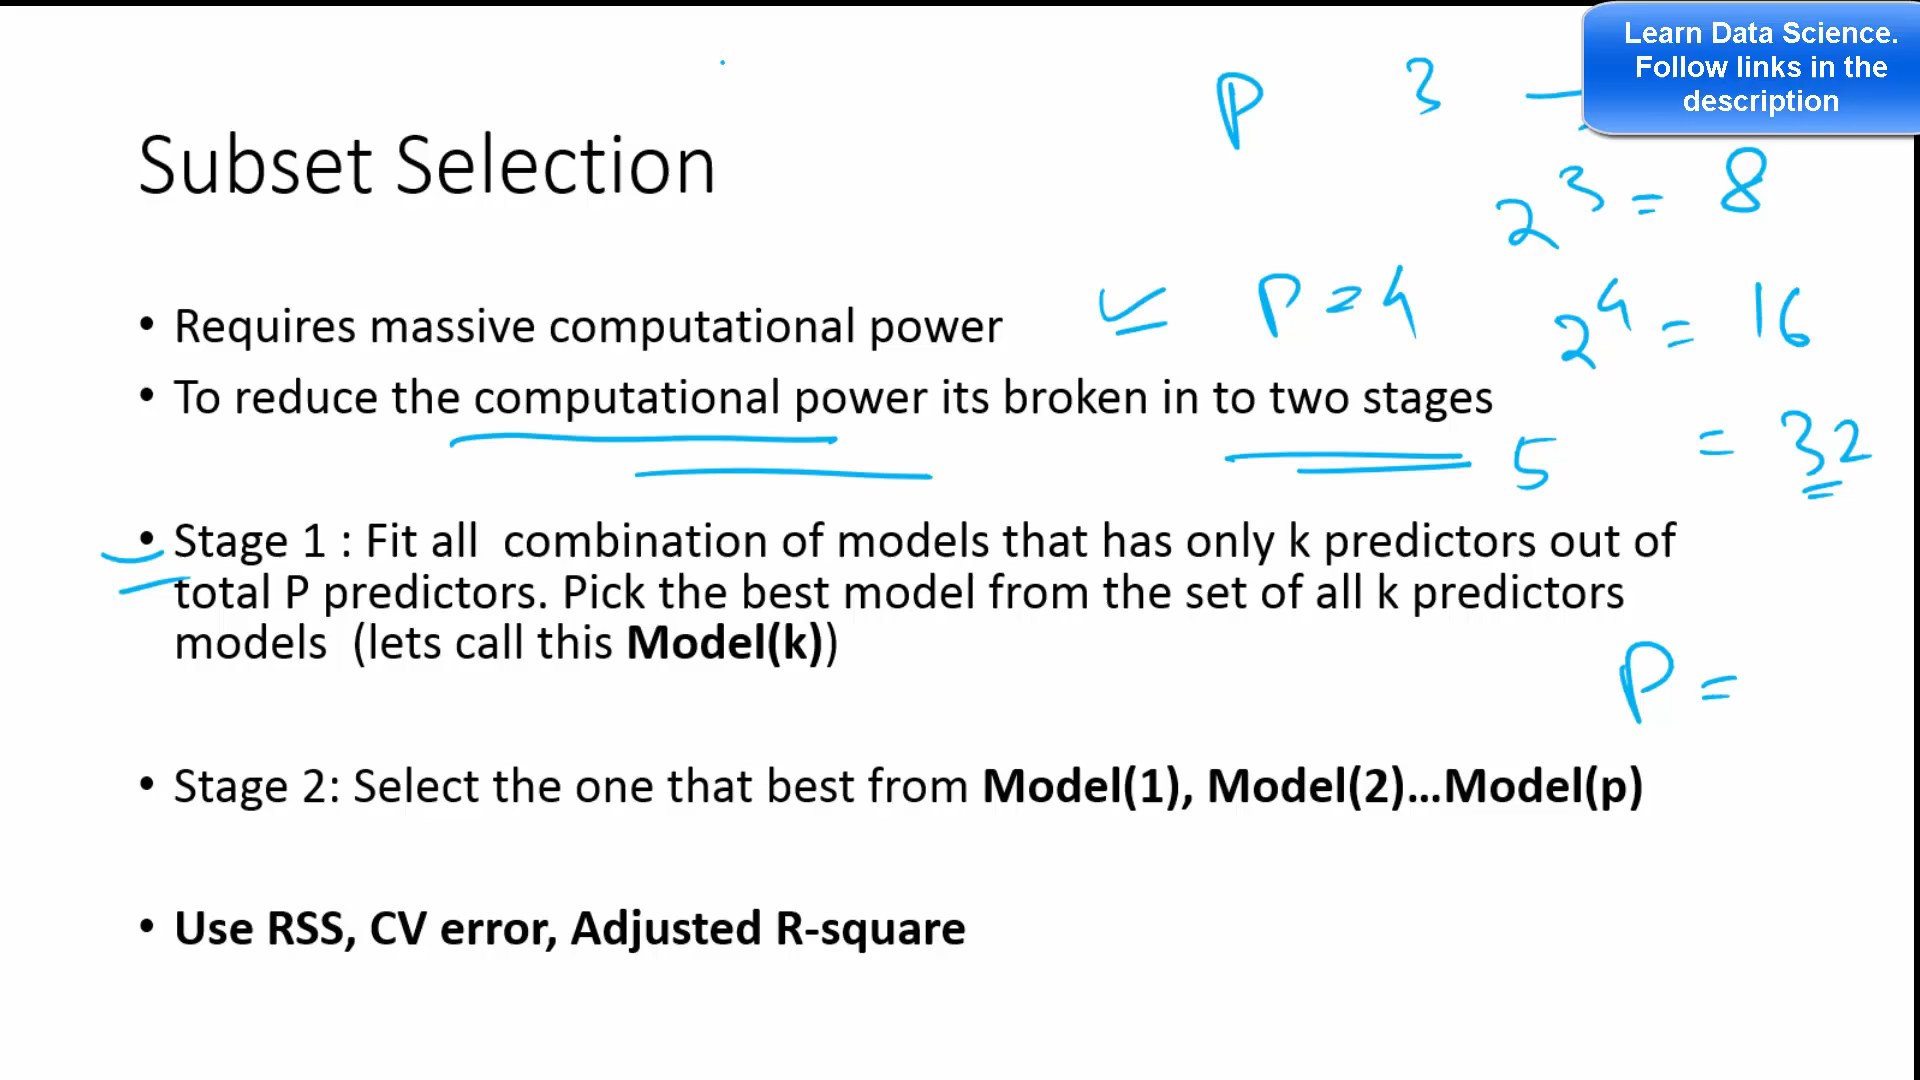 Learn Data Science.
Follow links in the
description
P 3 —
2^3 = 8
Subset Selection
• Requires massive computational power
P = 4
2^4 = 16
• To reduce the computational power its broken in to two stages
5 = 32
• Stage 1 : Fit all combination of models that has only k predictors out of
total P predictors. Pick the best model from the set of all k predictors
models (lets call this Model(k))
P =
• Stage 2: Select the one that best from Model(1), Model(2)...Model(p)
• Use RSS, CV error, Adjusted R-square